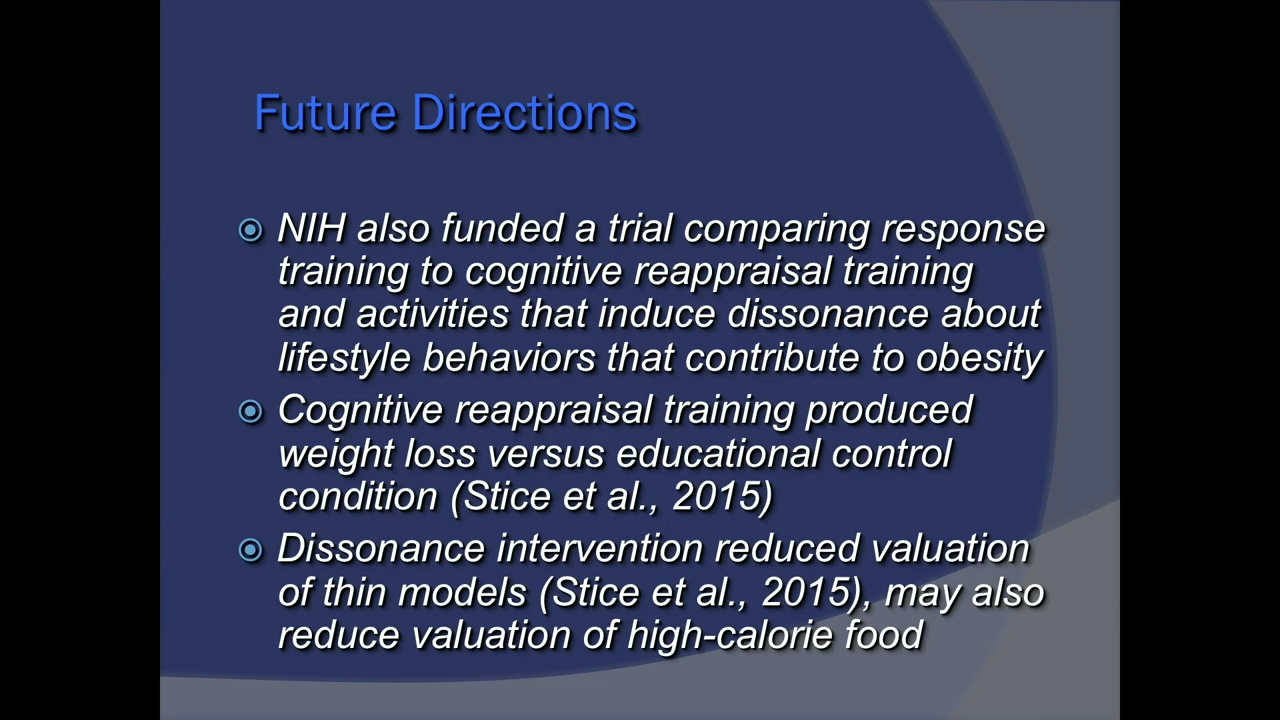 Future Directions
NIH also funded a trial comparing response
training to cognitive reappraisal training
and activities that induce dissonance about
lifestyle behaviors that contribute to obesity
Cognitive reappraisal training produced
weight loss versus educational control
condition (Stice et al., 2015)
Dissonance intervention reduced valuation
of thin models (Stice et al., 2015), may also
reduce valuation of high-calorie food